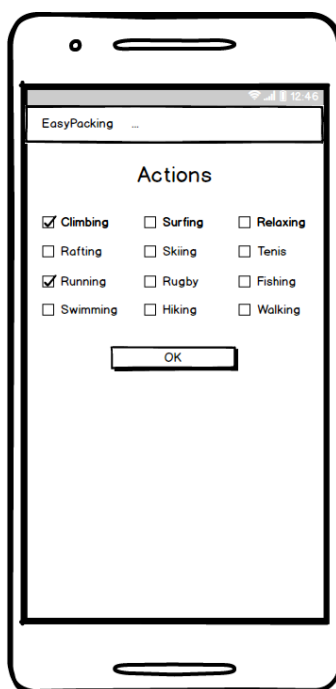 12:46
EasyPacking ...
Actions
Climbing Surfing Relaxing
Rafting Skiing Tenis
Running Rugby Fishing
Swimming Hiking Walking
OK